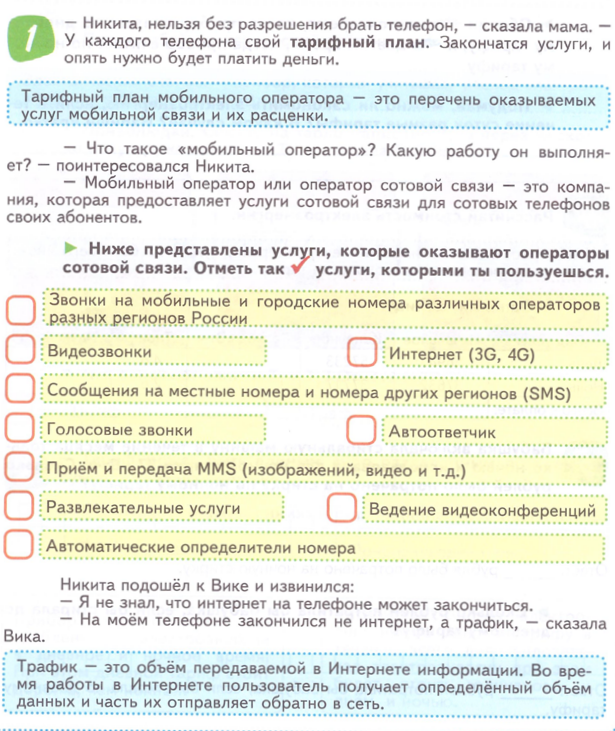 1
— Никита, нельзя без разрешения брать телефон, — сказала мама. —
У каждого телефона свой тарифный план. Закончатся услуги, и
опять нужно будет платить деньги.
Тарифный план мобильного оператора — это перечень оказываемых
услуг мобильной связи и их расценки.
— Что такое «мобильный оператор»? Какую работу он выполня-
ет? — поинтересовался Никита.
— Мобильный оператор или оператор сотовой связи — это компа-
ния, которая предоставляет услуги сотовой связи для сотовых телефонов
своих абонентов.
► Ниже представлены услуги, которые оказывают операторы
сотовой связи. Отметь так ✓ услуги, которыми ты пользуешься.
Звонки на мобильные и городские номера различных операторов
разных регионов России
Видеозвонки
Интернет (3G, 4G)
Сообщения на местные номера и номера других регионов (SMS)
Голосовые звонки
Автоответчик
Приём и передача MMS (изображений, видео и т.д.)
Развлекательные услуги
Ведение видеоконференций
Автоматические определители номера
Никита подошёл к Вике и извинился:
— Я не знал, что интернет на телефоне может закончиться.
— На моём телефоне закончился не интернет, а трафик, — сказала
Вика.
Трафик — это объём передаваемой в Интернете информации. Во вре-
мя работы в Интернете пользователь получает определённый объём
данных и часть их отправляет обратно в сеть.